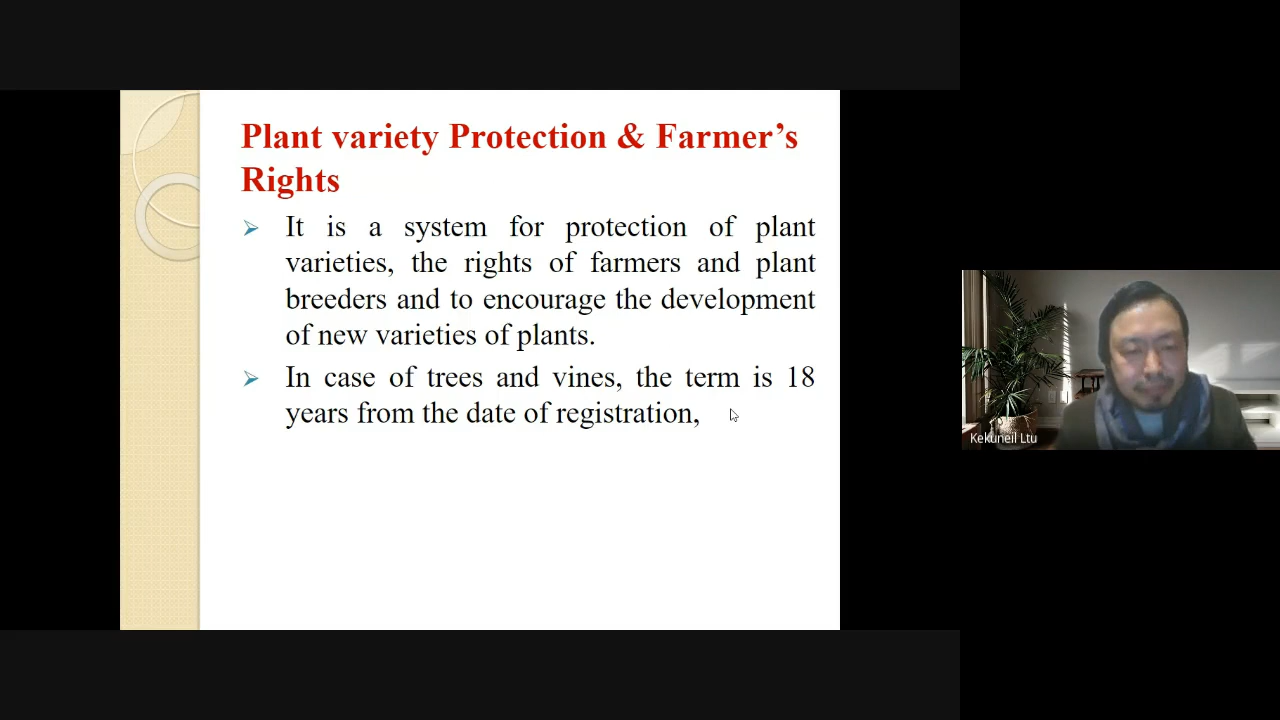 Plant variety Protection & Farmer’s
Rights
It is a system for protection of plant
varieties, the rights of farmers and plant
breeders and to encourage the development
of new varieties of plants.
In case of trees and vines, the term is 18
years from the date of registration,
Kekuneil Ltu